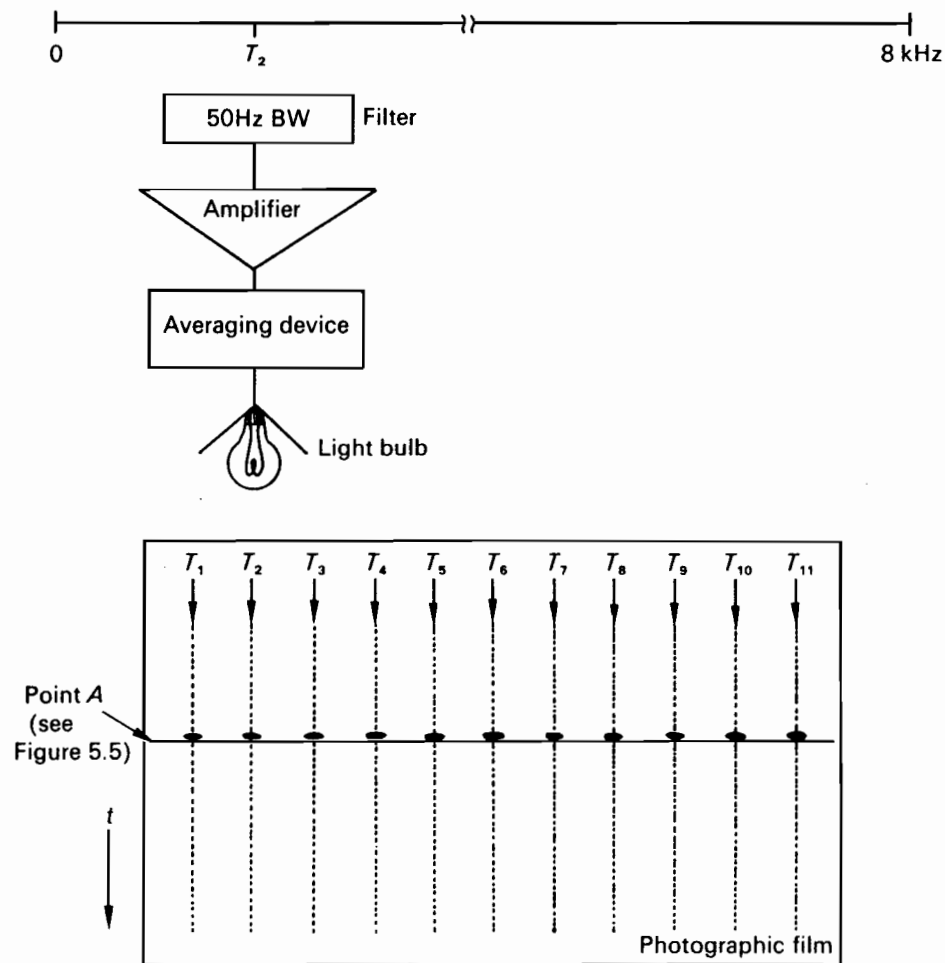 0 T₂ 8 kHz
50Hz BW Filter
Amplifier
Averaging device
Light bulb
T₁ T₂ T₃ T₄ T₅ T₆ T₇ T₈ T₉ T₁₀ T₁₁
Point A
(see
Figure 5.5)
t
Photographic film